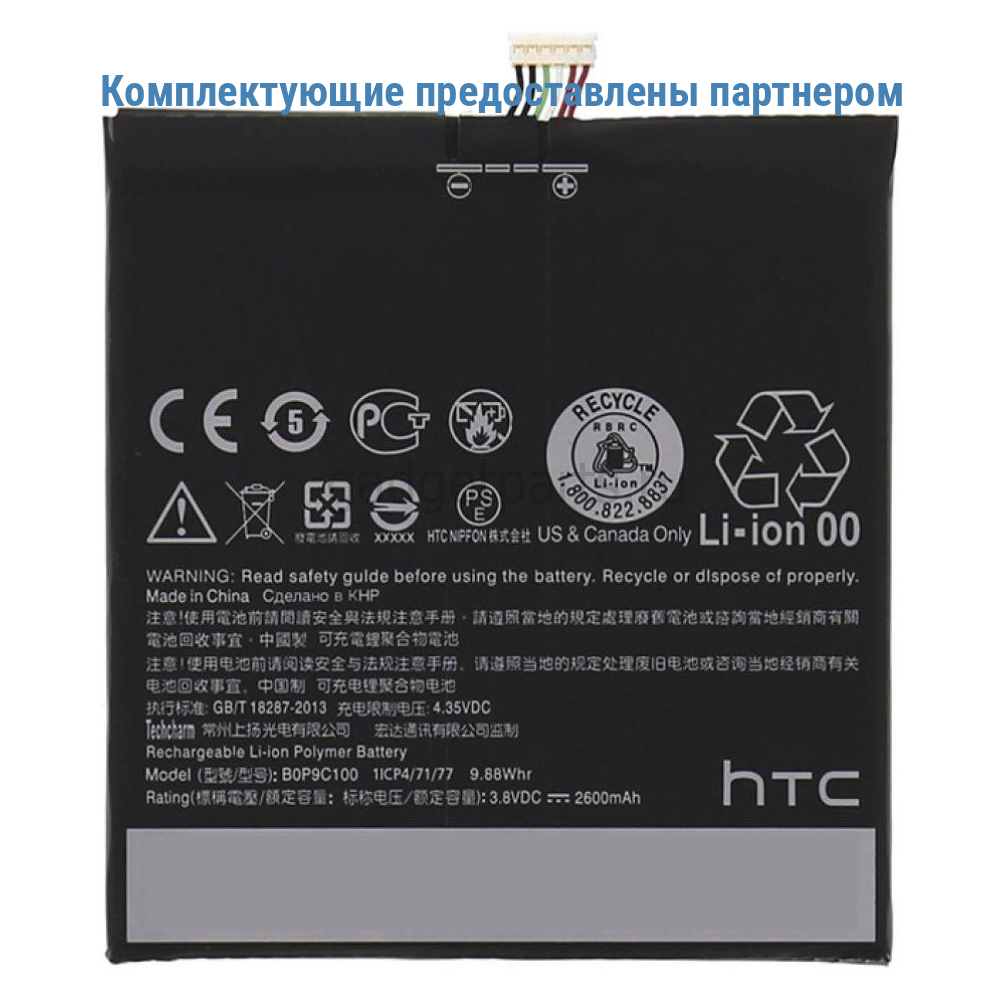 Комплектующие предоставлены партнером
CE 5 РСТ RECYCLE
RBRC
Li-ion TM
1.800.822.8837
PS
E
廢電池請回收 XXXXX HTC NIPPON株式会社 US & Canada Only Li-ion 00
WARNING: Read safety guide before using the battery. Recycle or dispose of properly.
Made in China Сделано в КНР
注意!使用電池前請閱讀安全與法規注意手冊，請遵照當地的規定處理廢舊電池或諮詢當地經銷商有關
電池回收事宜。中國製 可充電鋰聚合物電池
注意!使用电池前请阅读安全与法规注意手册。请遵照当地的规定处理废旧电池或咨询当地经销商有关
电池回收事宜。中国制 可充电锂聚合物电池
执行标准: GB/T 18287-2013 充电限制电压: 4.35VDC
Techcharm 常州上扬光电有限公司 宏达通讯有限公司监制
Rechargeable Li-ion Polymer Battery
Model (型號/型号): B0P9C100 1ICP4/71/77 9.88Whr
Rating(標稱電壓/額定容量: 标称电压/额定容量): 3.8VDC 2600mAh
hTC